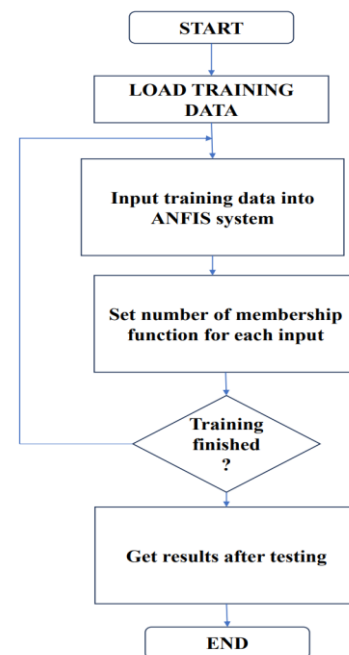 START
LOAD TRAINING
DATA
Input training data into
ANFIS system
Set number of membership
function for each input
Training
finished
?
Get results after testing
END